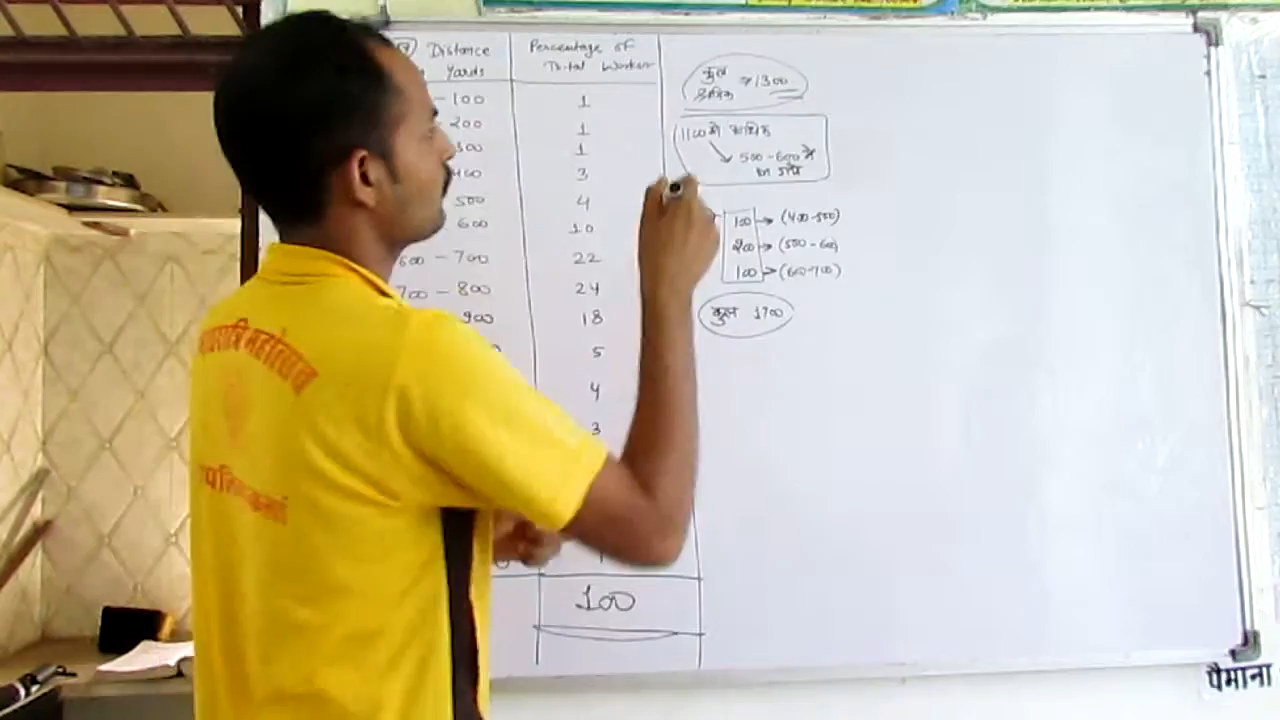 Distance
Yards
Percentage of
Total Worker
- 100 1
200 1
300 1
400 3
500 4
600 10
600 - 700 22
700 - 800 24
900 18
5
4
3
1
100
कुल
श्रमिक
1300
1100 से अधिक
500 - 600 में
100 → (400-500)
200 → (500-600)
100 → (600-700)
कुल 1700
पैमाना